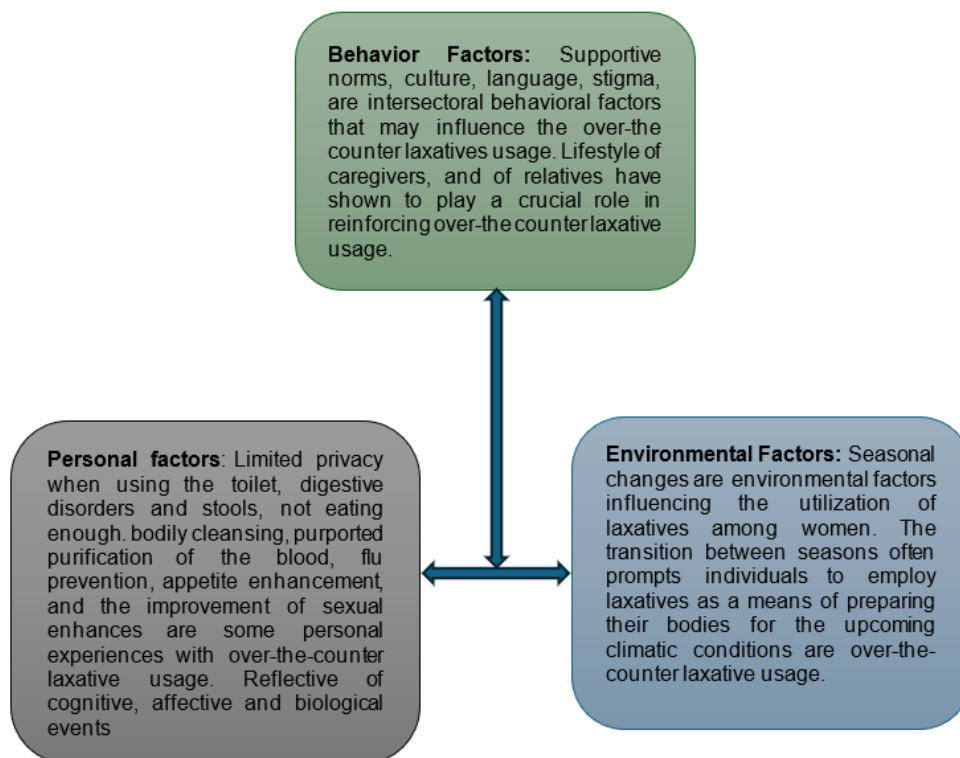 Behavior Factors: Supportive
norms, culture, language, stigma,
are intersectoral behavioral factors
that may influence the over-the
counter laxatives usage. Lifestyle of
caregivers, and of relatives have
shown to play a crucial role in
reinforcing over-the counter laxative
usage.
Personal factors: Limited privacy
when using the toilet, digestive
disorders and stools, not eating
enough. bodily cleansing, purported
purification of the blood, flu
prevention, appetite enhancement,
and the improvement of sexual
enhances are some personal
experiences with over-the-counter
laxative usage. Reflective of
cognitive, affective and biological
events
Environmental Factors: Seasonal
changes are environmental factors
influencing the utilization of
laxatives among women. The
transition between seasons often
prompts individuals to employ
laxatives as a means of preparing
their bodies for the upcoming
climatic conditions are over-the-
counter laxative usage.